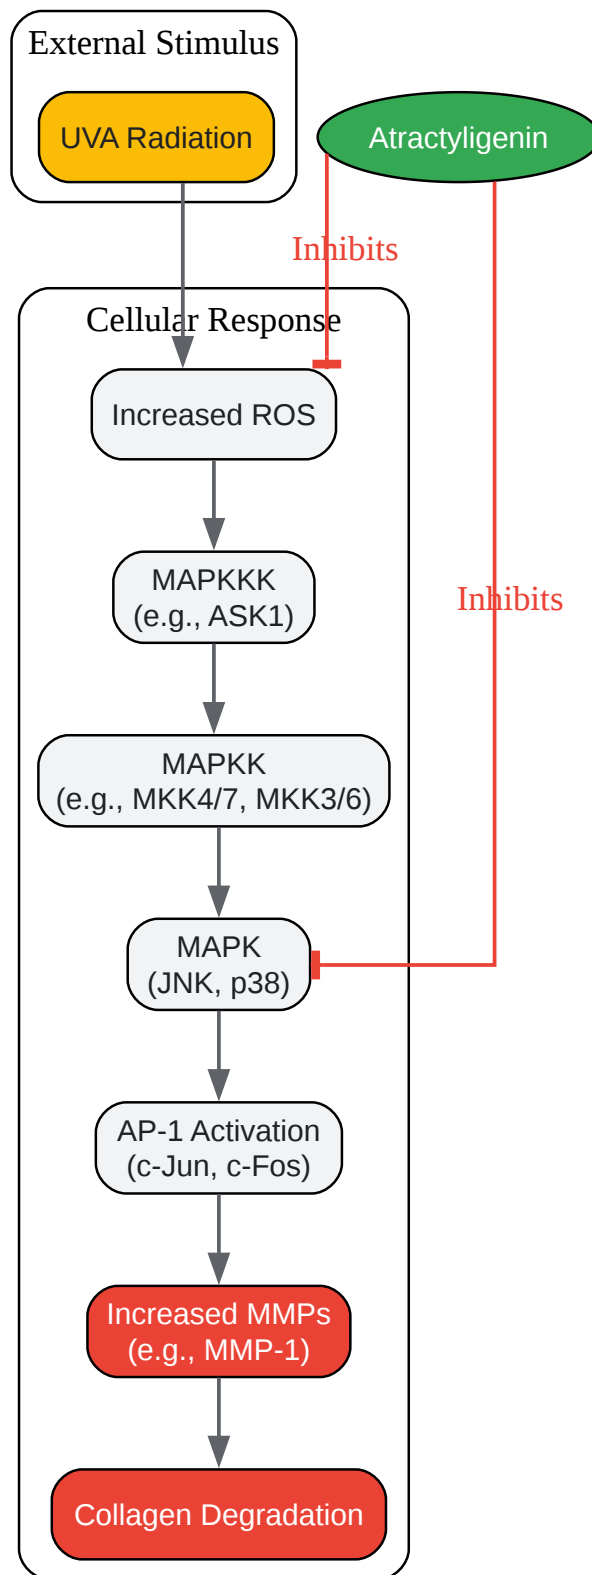 External Stimulus
UVA Radiation
Atractyligenin
Inhibits
Cellular Response
Increased ROS
MAPKKK
(e.g., ASK1)
Inhibits
MAPKK
(e.g., MKK4/7, MKK3/6)
MAPK
(JNK, p38)
AP-1 Activation
(c-Jun, c-Fos)
Increased MMPs
(e.g., MMP-1)
Collagen Degradation